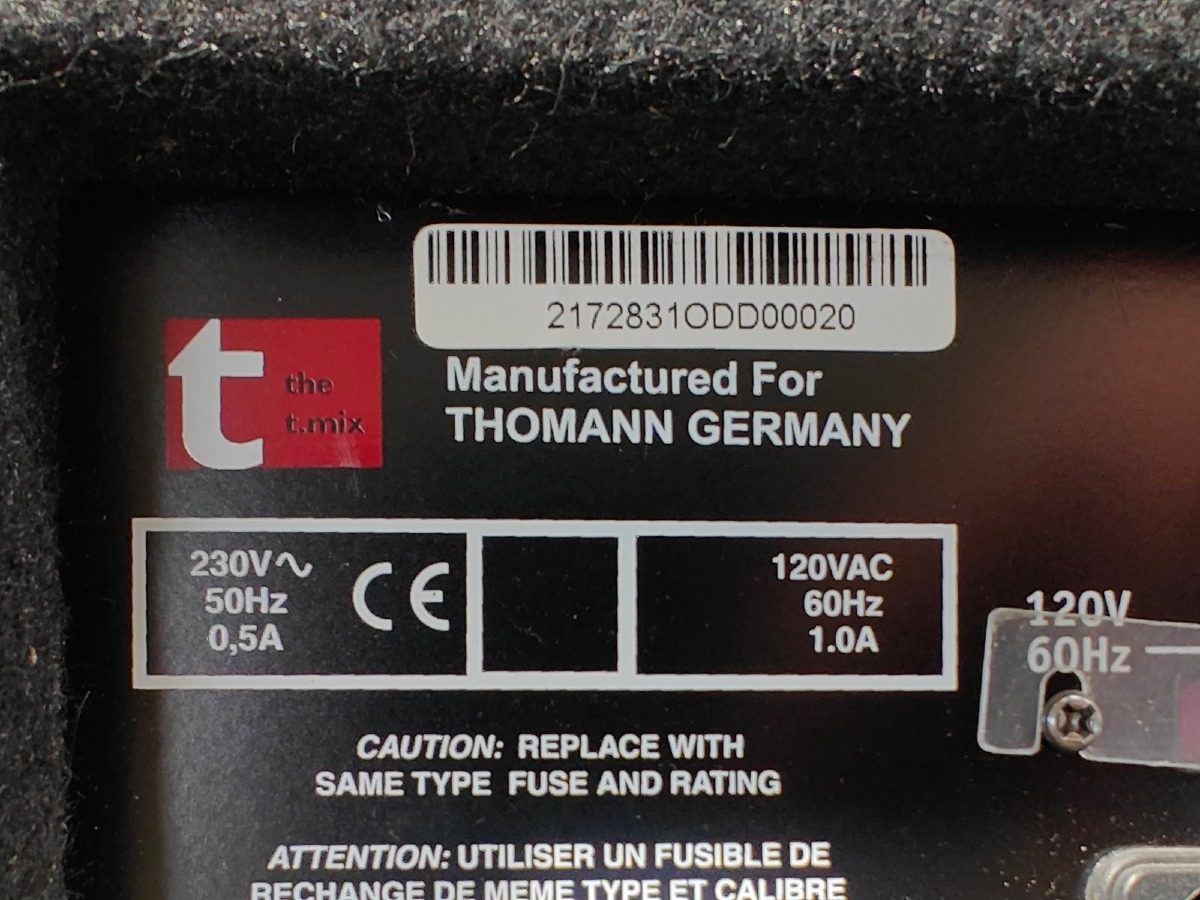 2172831ODD00020
t
the
t.mix
Manufactured For
THOMANN GERMANY
230V~
50Hz
0,5A
CE
120VAC
60Hz
1.0A
120V
60Hz
CAUTION: REPLACE WITH
SAME TYPE FUSE AND RATING
ATTENTION: UTILISER UN FUSIBLE DE
RECHANGE DE MEME TYPE ET CALIBRE